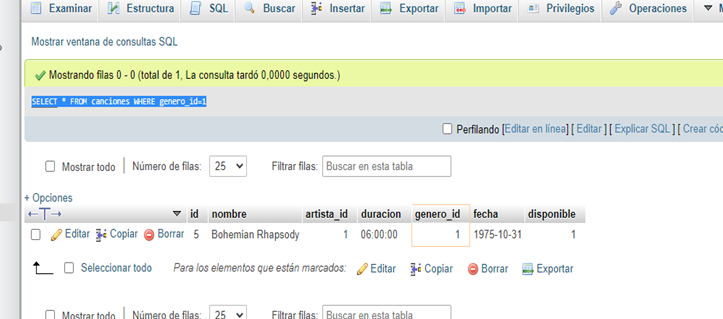 Examinar Estructura SQL Buscar Insertar Exportar Importar Privilegios Operaciones
Mostrar ventana de consultas SQL
Mostrando filas 0 - 0 (total de 1, La consulta tardó 0,0000 segundos.)
SELECT * FROM canciones WHERE genero_id=1
Perfilando [Editar en línea] [ Editar ] [ Explicar SQL ] [ Crear cóc
Mostrar todo Número de filas: 25 Filtrar filas: Buscar en esta tabla
+ Opciones
←T→ id nombre artista_id duracion genero_id fecha disponible
Editar Copiar Borrar 5 Bohemian Rhapsody 1 06:00:00 1 1975-10-31 1
Seleccionar todo Para los elementos que están marcados: Editar Copiar Borrar Exportar
Mostrar todo Número de filas: 25 Filtrar filas: Buscar en esta tabla